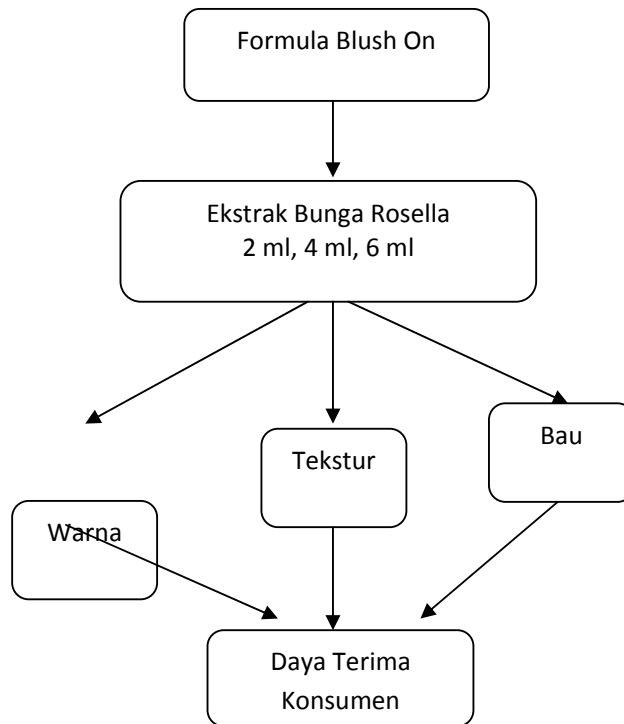 Formula Blush On
Ekstrak Bunga Rosella
2 ml, 4 ml, 6 ml
Warna
Tekstur
Bau
Daya Terima
Konsumen